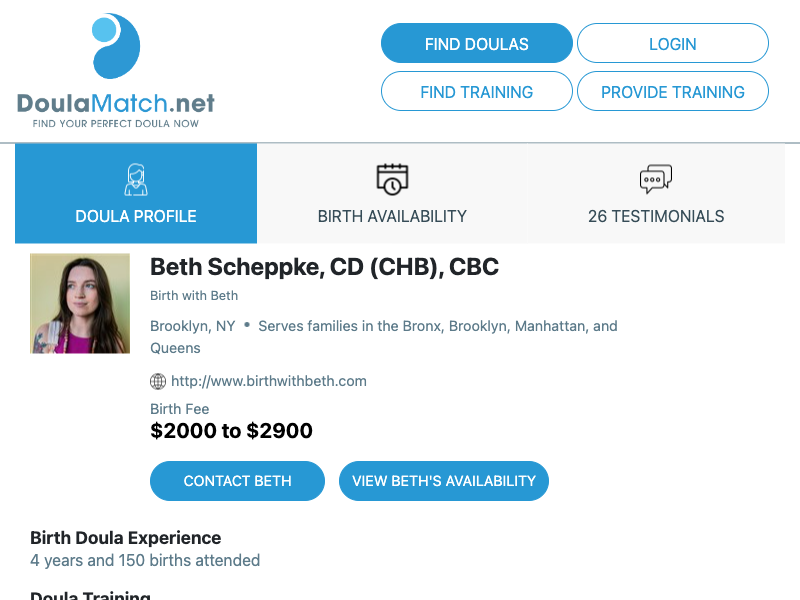 DoulaMatch.net
FIND YOUR PERFECT DOULA NOW
FIND DOULAS
LOGIN
FIND TRAINING
PROVIDE TRAINING
DOULA PROFILE
BIRTH AVAILABILITY
26 TESTIMONIALS
Beth Scheppke, CD (CHB), CBC
Birth with Beth
Brooklyn, NY • Serves families in the Bronx, Brooklyn, Manhattan, and
Queens
http://www.birthwithbeth.com
Birth Fee
$2000 to $2900
CONTACT BETH
VIEW BETH'S AVAILABILITY
Birth Doula Experience
4 years and 150 births attended
Doula Training